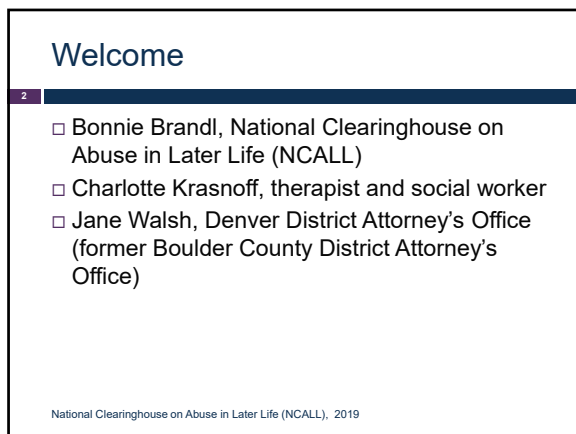 Welcome
2
□ Bonnie Brandl, National Clearinghouse on
Abuse in Later Life (NCALL)
□ Charlotte Krasnoff, therapist and social worker
□ Jane Walsh, Denver District Attorney's Office
(former Boulder County District Attorney's
Office)
National Clearinghouse on Abuse in Later Life (NCALL), 2019